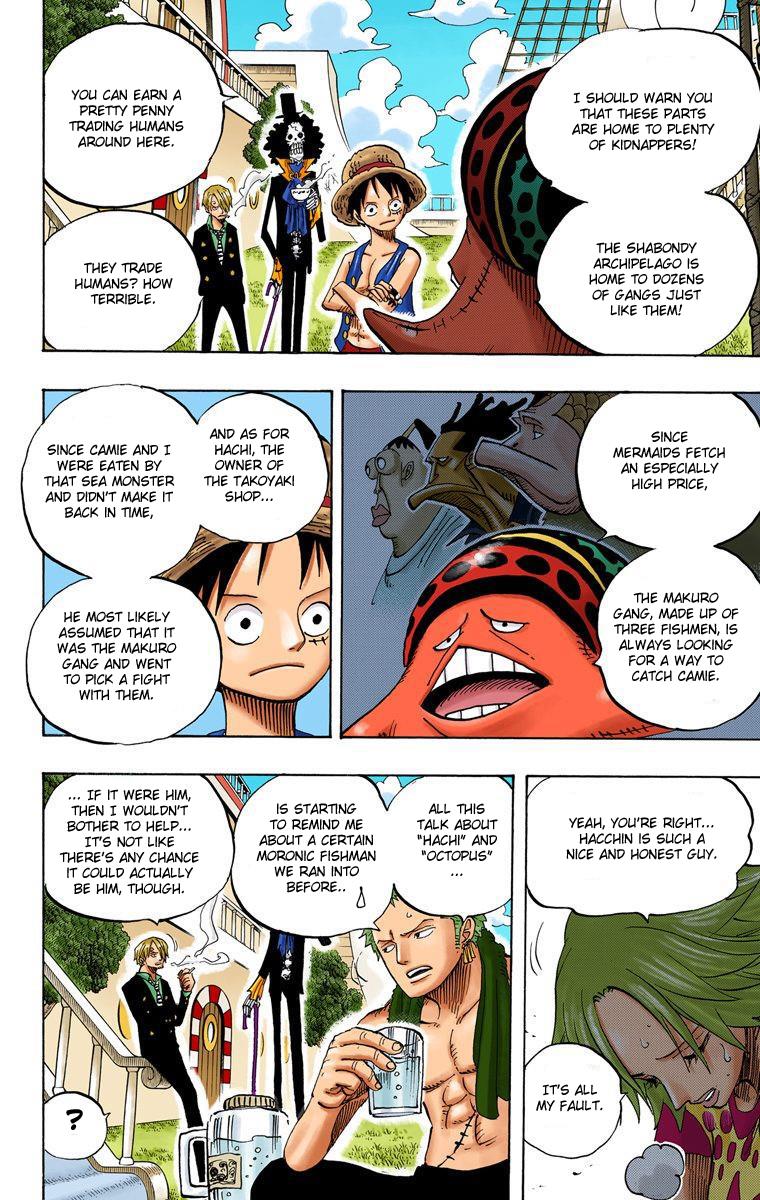 I SHOULD WARN YOU
THAT THESE PARTS
ARE HOME TO PLENTY
OF KIDNAPPERS!
THE SHABONDY
ARCHIPELAGO IS
HOME TO DOZENS
OF GANGS JUST
LIKE THEM!
YOU CAN EARN A
PRETTY PENNY
TRADING HUMANS
AROUND HERE.
THEY TRADE
HUMANS? HOW
TERRIBLE.
SINCE
MERMAIDS FETCH
AN ESPECIALLY
HIGH PRICE,
THE MAKURO
GANG, MADE UP OF
THREE FISHMEN, IS
ALWAYS LOOKING
FOR A WAY TO
CATCH CAMIE.
AND AS FOR
HACHI, THE
OWNER OF
THE TAKOYAKI
SHOP...
SINCE CAMIE AND I
WERE EATEN BY
THAT SEA MONSTER
AND DIDN'T MAKE IT
BACK IN TIME,
HE MOST LIKELY
ASSUMED THAT IT
WAS THE MAKURO
GANG AND WENT
TO PICK A FIGHT
WITH THEM.
YEAH, YOU'RE RIGHT...
HACCHIN IS SUCH A
NICE AND HONEST GUY.
IT'S ALL
MY FAULT.
ALL THIS
TALK ABOUT
"HACHI" AND
"OCTOPUS"
...
IS STARTING
TO REMIND ME
ABOUT A CERTAIN
MORONIC FISHMAN
WE RAN INTO
BEFORE..
... IF IT WERE HIM,
THEN I WOULDN'T
BOTHER TO HELP...
IT'S NOT LIKE
THERE'S ANY CHANCE
IT COULD ACTUALLY
BE HIM, THOUGH.
?